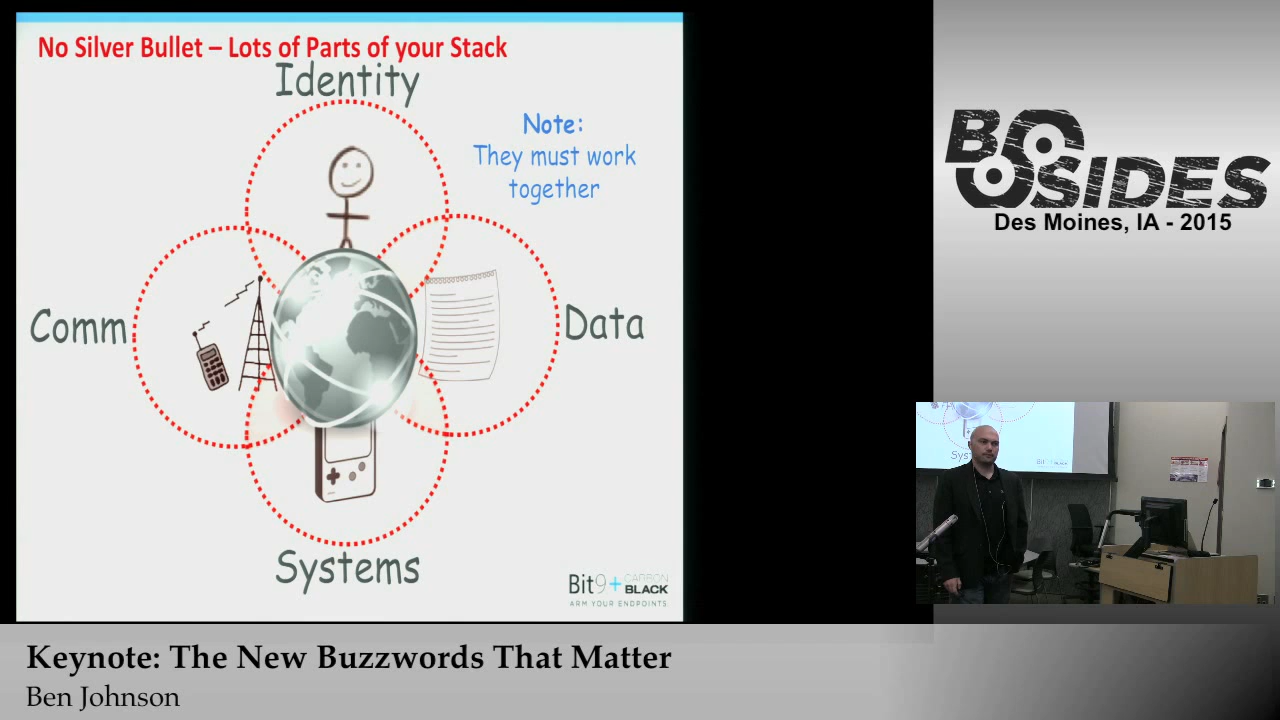 No Silver Bullet – Lots of Parts of your Stack
Identity
Note:
They must work
together
Comm
Data
Systems
Bit9+ CARBON
BLACK
ARM YOUR ENDPOINTS
BSIDES
Des Moines, IA - 2015
Keynote: The New Buzzwords That Matter
Ben Johnson